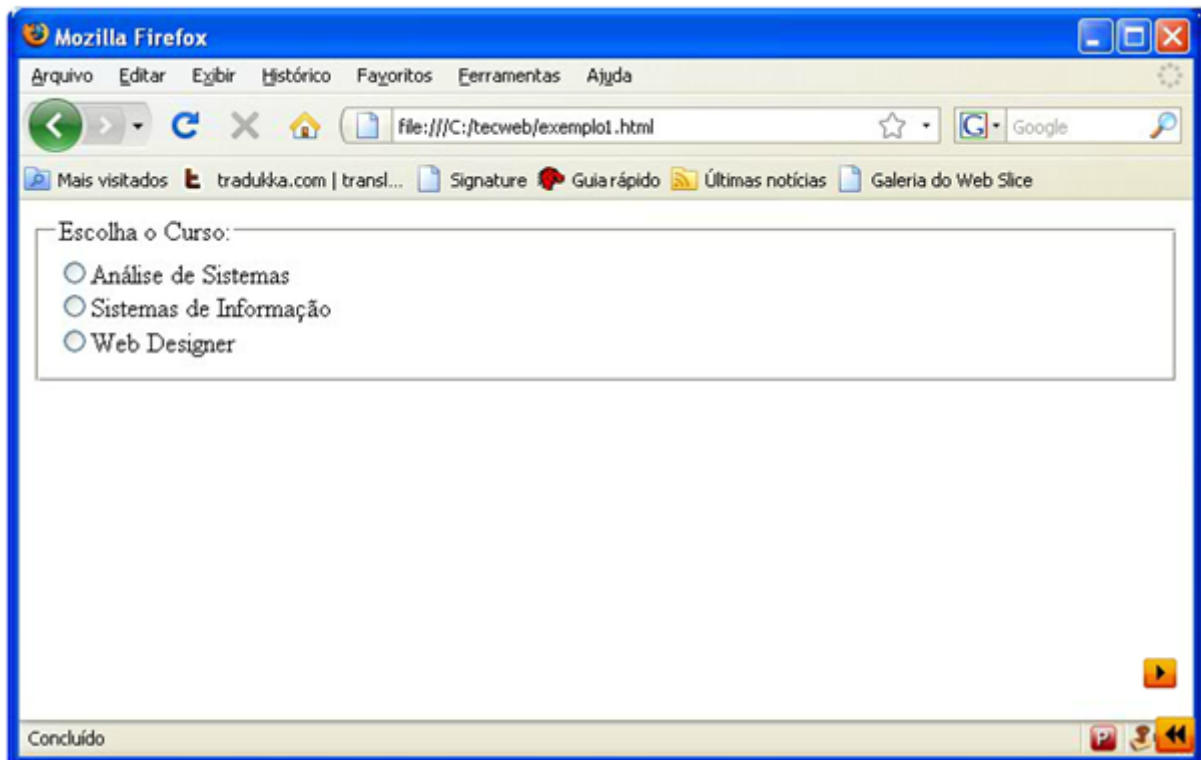 Mozilla Firefox
Arquivo Editar Exibir Histórico Favoritos Ferramentas Ajuda
file:///C:/tecweb/exemplo1.html
G Google
Mais visitados tradukka.com | transl... Signature Guia rápido Últimas notícias Galeria do Web Slice
Escolha o Curso:
Análise de Sistemas
Sistemas de Informação
Web Designer
Concluído
P